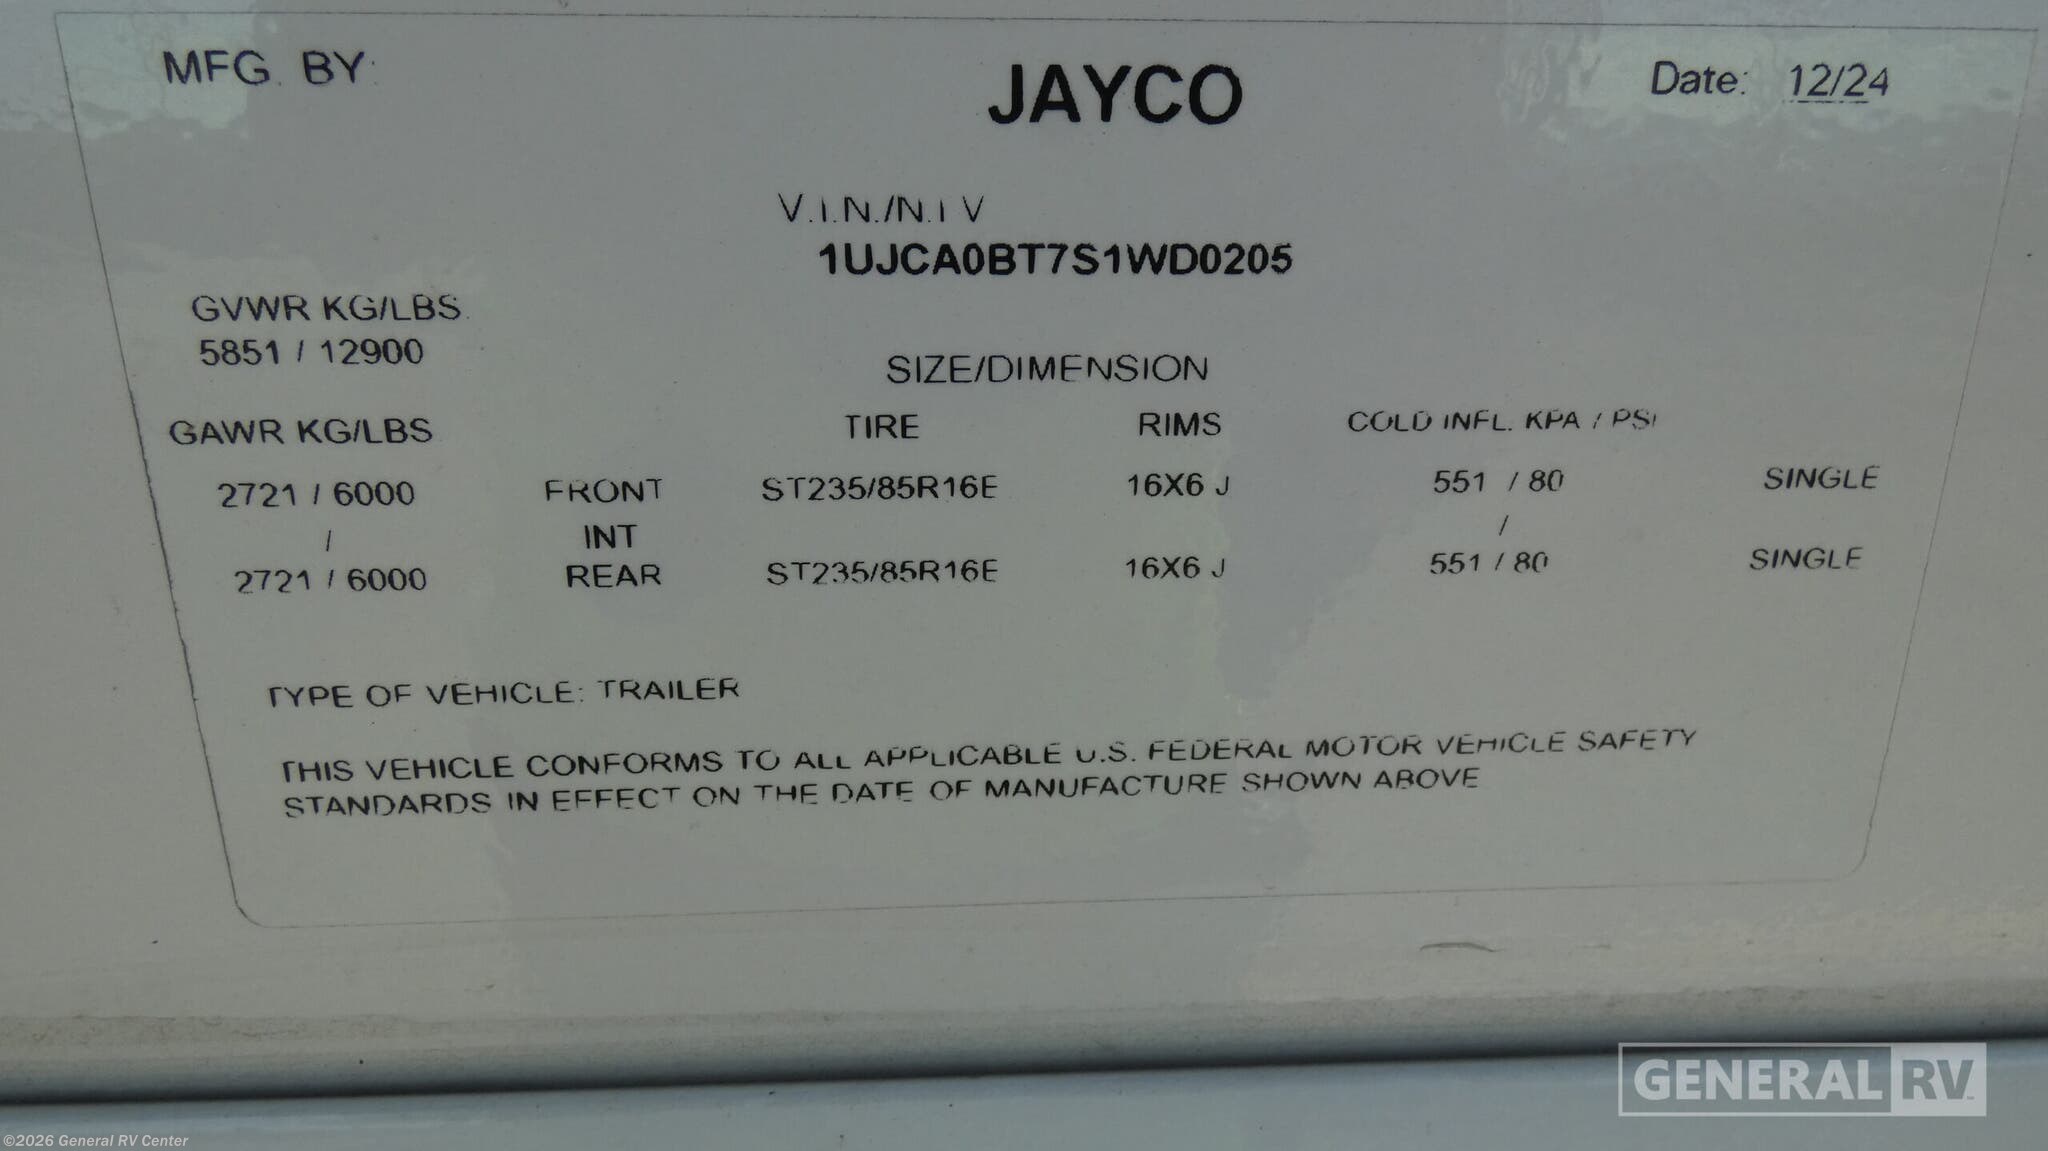 MFG. BY:
JAYCO
Date: 12/24
V.I.N./N.I.V
1UJCA0BT7S1WD0205
GVWR KG/LBS.
5851 / 12900
SIZE/DIMENSION
GAWR KG/LBS TIRE RIMS COLD INFL. KPA / PSI
2721 / 6000 FRONT ST235/85R16E 16X6 J 551 / 80 SINGLE
/ INT /
2721 / 6000 REAR ST235/85R16E 16X6 J 551 / 80 SINGLE
TYPE OF VEHICLE: TRAILER
THIS VEHICLE CONFORMS TO ALL APPLICABLE U.S. FEDERAL MOTOR VEHICLE SAFETY
STANDARDS IN EFFECT ON THE DATE OF MANUFACTURE SHOWN ABOVE
GENERAL RV
©2026 General RV Center